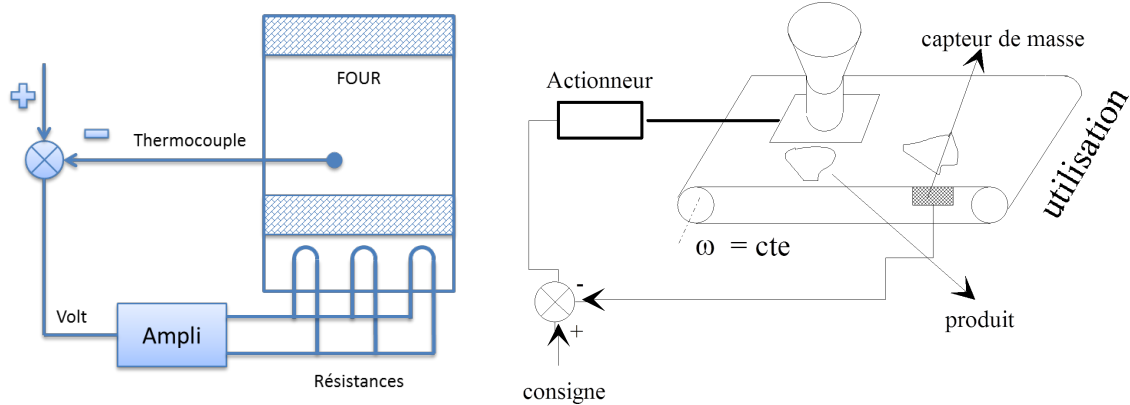 FOUR
+
-
Thermocouple
Volt
Ampli
Résistances
capteur de masse
Actionneur
utilisation
ω = cte
-
+
produit
consigne